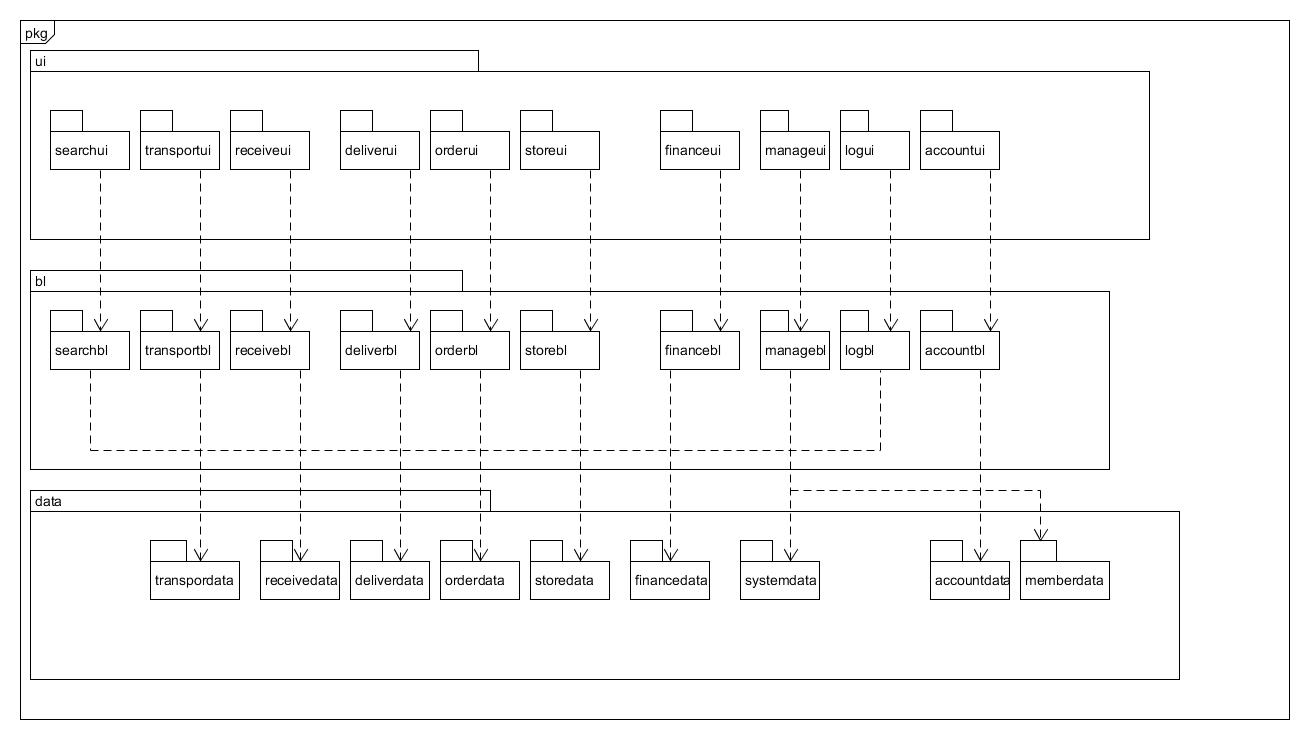 pkg
ui
searchui
transportui
receiveui
deliverui
orderui
storeui
financeui
manageui
logui
accountui
bl
searchbl
transportbl
receivebl
deliverbl
orderbl
storebl
financebl
managebl
logbl
accountbl
data
transpordata
receivedata
deliverdata
orderdata
storedata
financedata
systemdata
accountdata
memberdata